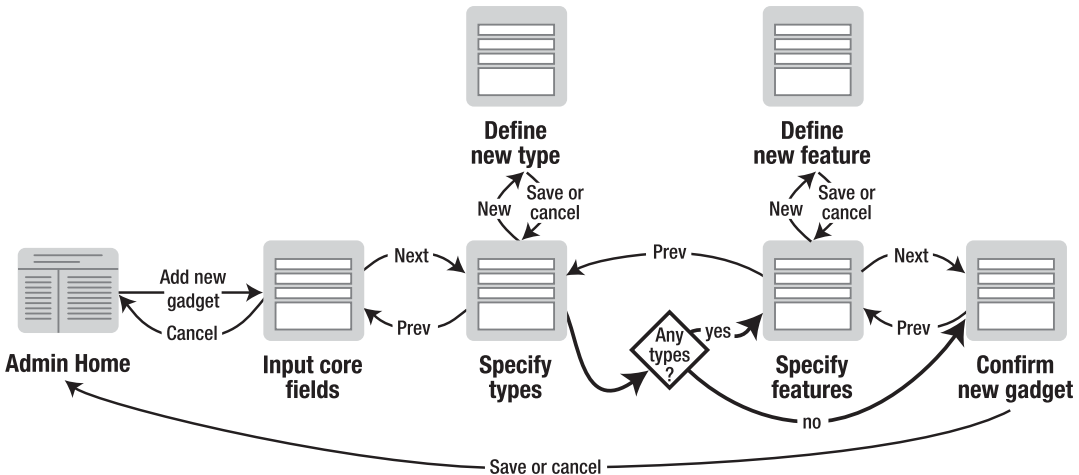 Define
new type
Define
new feature
New
Save or
cancel
New
Save or
cancel
Add new
gadget
Cancel
Next
Prev
Prev
Next
Prev
Any
types
?
yes
no
Admin Home
Input core
fields
Specify
types
Specify
features
Confirm
new gadget
Save or cancel